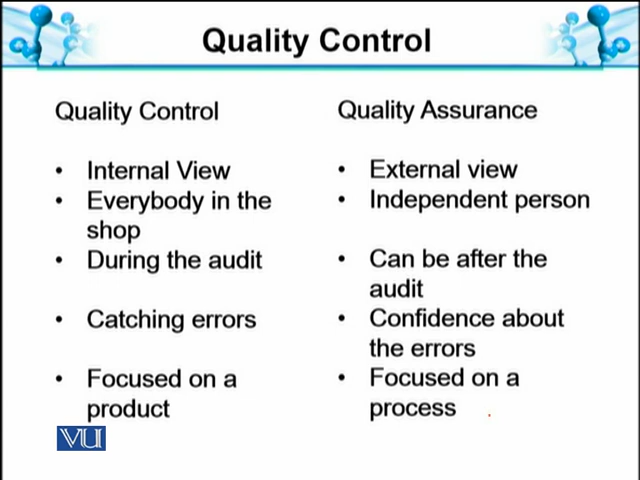 Quality Control
Quality Control
• Internal View
• Everybody in the
shop
• During the audit
• Catching errors
• Focused on a
product
Quality Assurance
• External view
• Independent person
• Can be after the
audit
• Confidence about
the errors
• Focused on a
process
VU